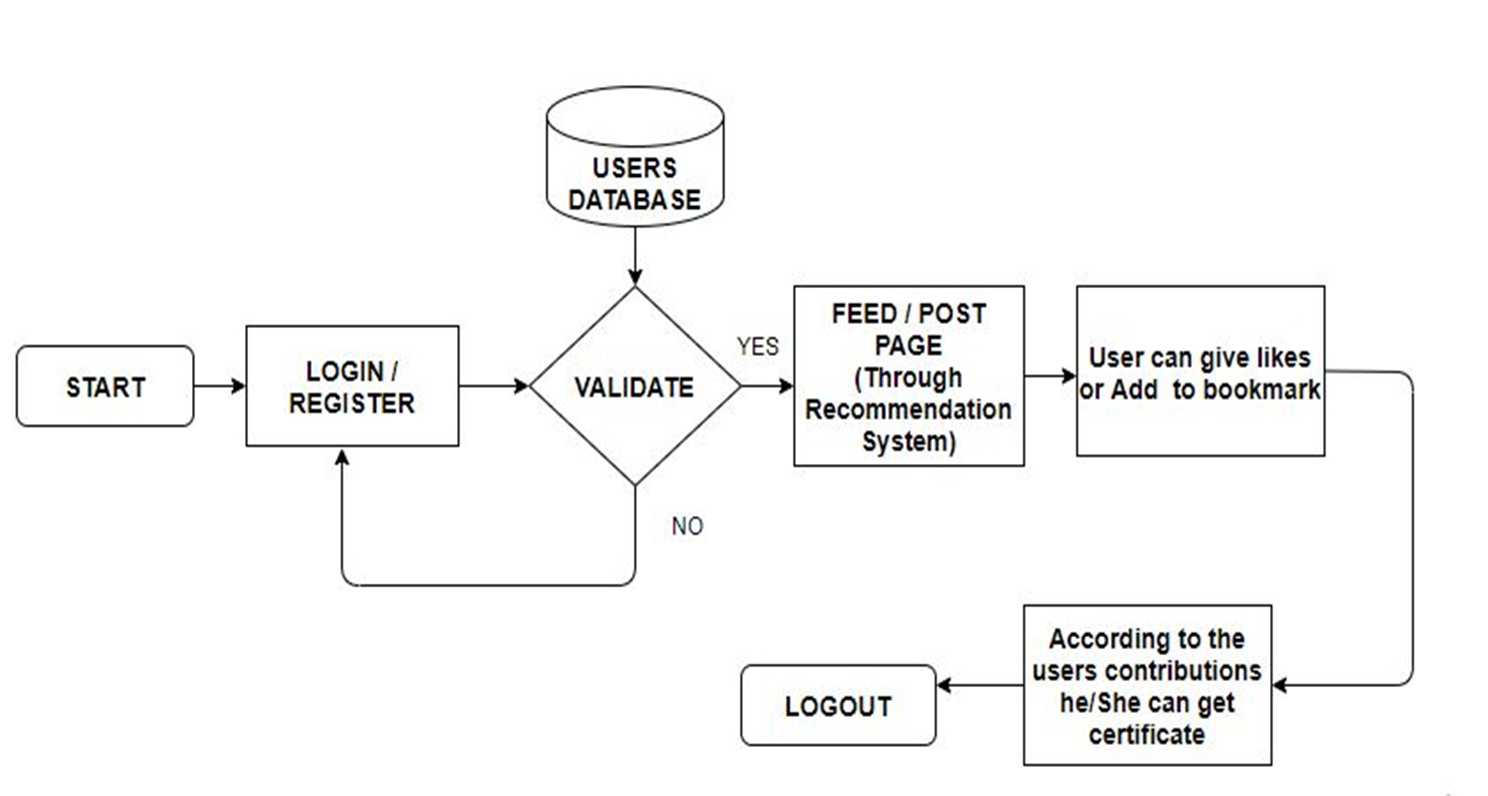 USERS
DATABASE
START
LOGIN /
REGISTER
VALIDATE
YES
FEED / POST
PAGE
(Through
Recommendation
System)
User can give likes
or Add  to bookmark
NO
According to the
users contributions
he/She can get
certificate
LOGOUT